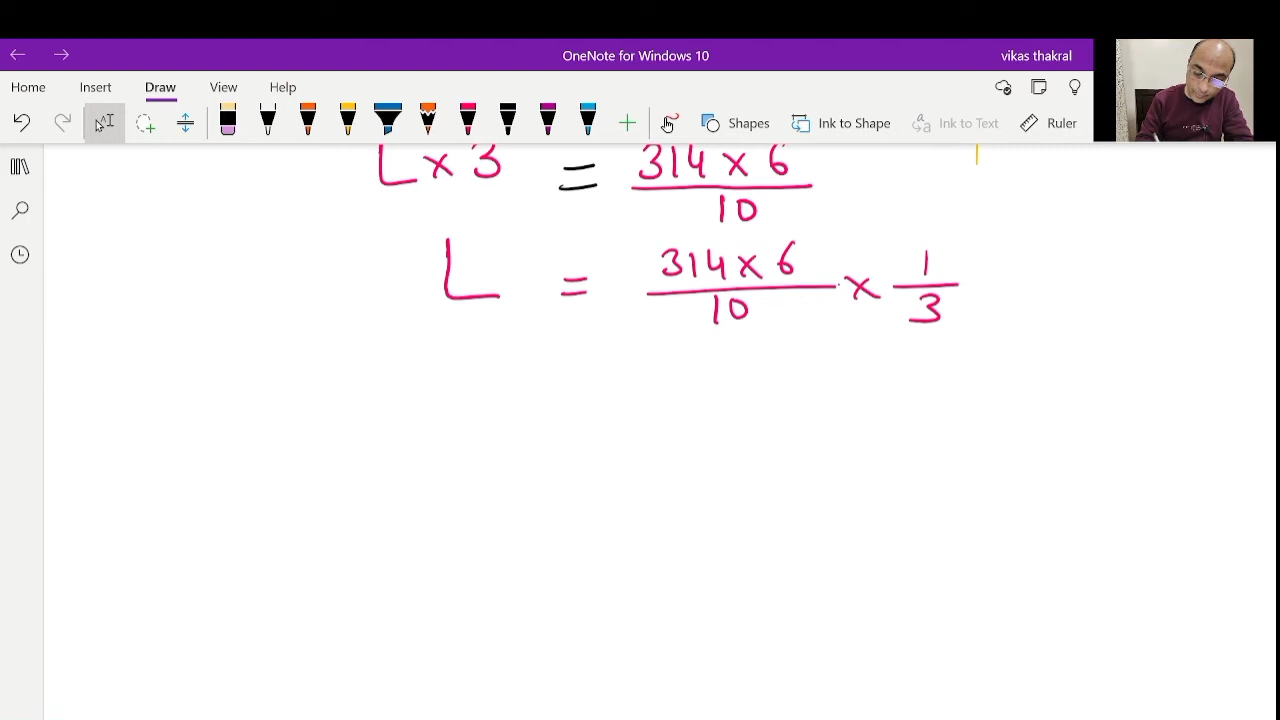 OneNote for Windows 10
vikas thakral
Home Insert Draw View Help
Shapes Ink to Shape Ink to Text Ruler
L x 3 = 314 x 6 / 10
L = 314 x 6 / 10 x 1 / 3